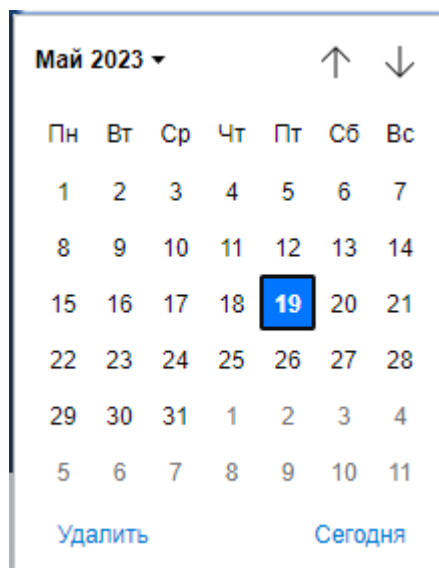 Май 2023
Пн Вт Ср Чт Пт Сб Вс
1 2 3 4 5 6 7
8 9 10 11 12 13 14
15 16 17 18 19 20 21
22 23 24 25 26 27 28
29 30 31 1 2 3 4
5 6 7 8 9 10 11
Удалить Сегодня